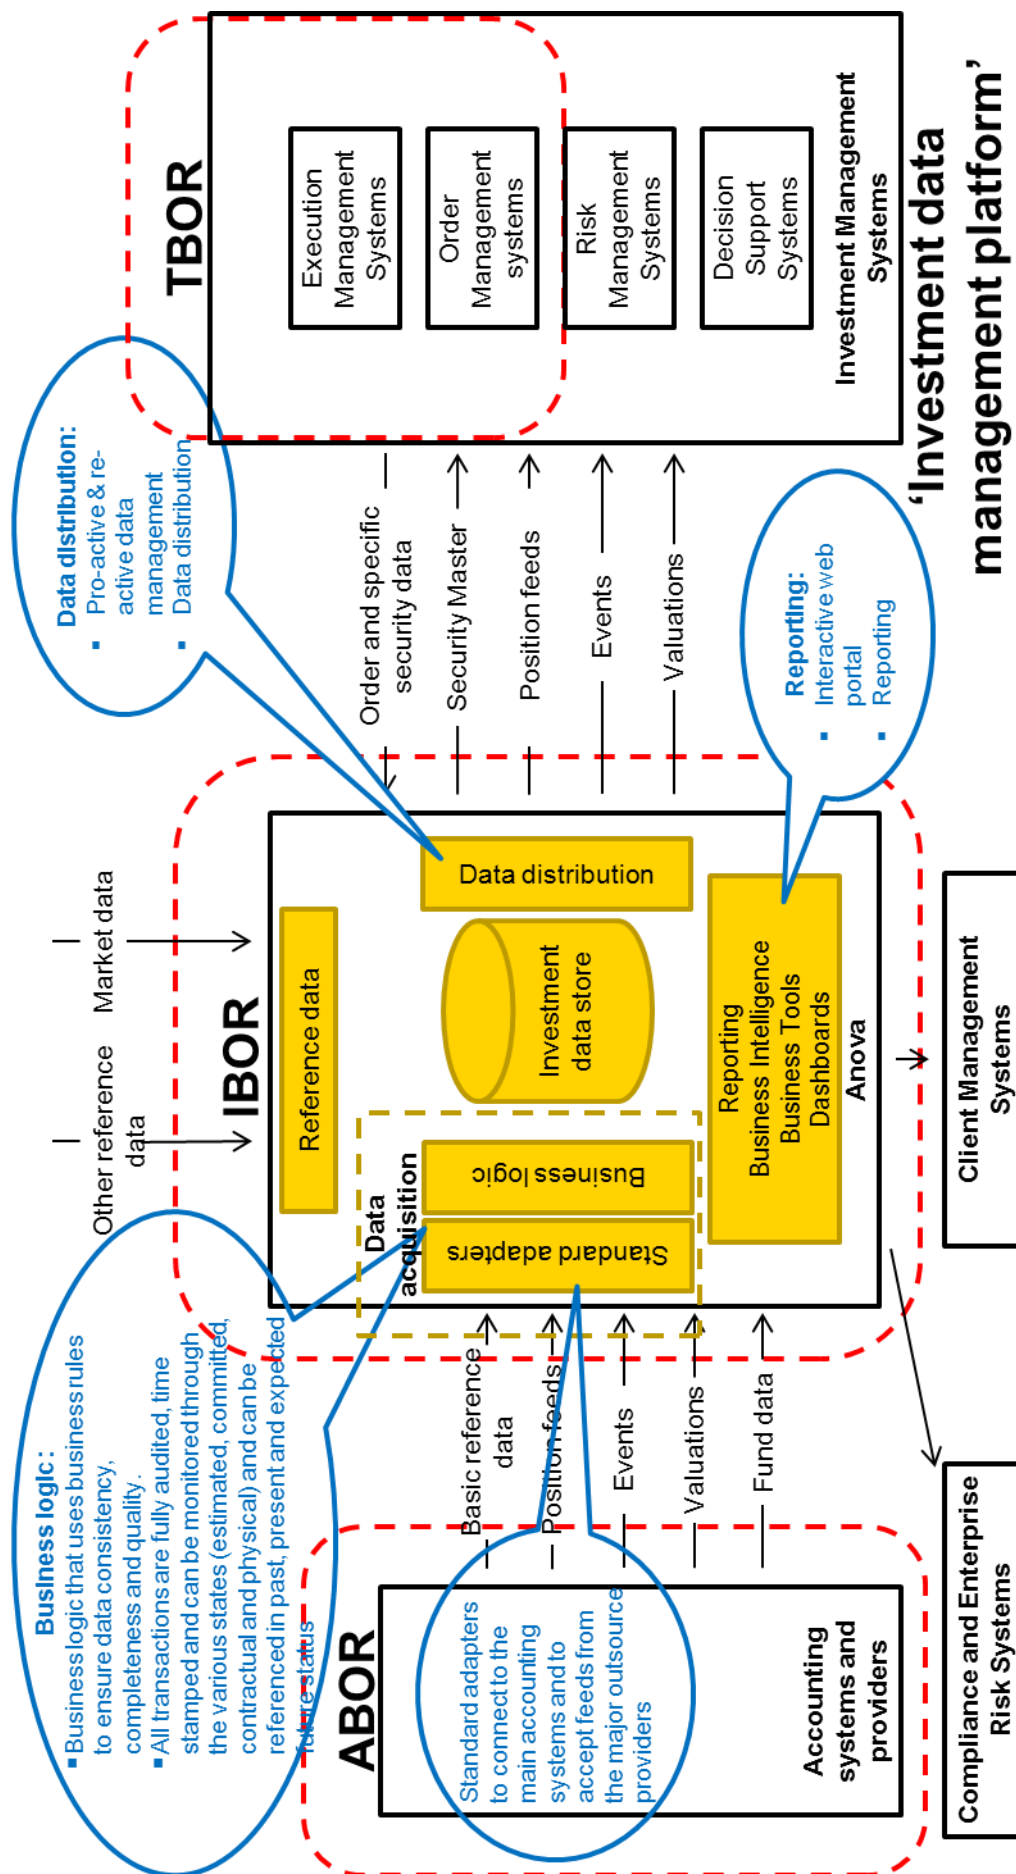 Business logic:
▪ Business logic that uses business rules
to ensure data consistency,
completeness and quality.
▪ All transactions are fully audited, time
stamped and can be monitored through
the various states (estimated, committed,
contractual and physical) and can be
referenced in past, present and expected
future status
Other reference
data
Market data
Data distribution:
▪ Pro-active & re-
active data
management
▪ Data distribution
ABOR
Standard adapters
to connect to the
main accounting
systems and to
accept feeds from
the major outsource
providers
Accounting
systems and
providers
Basic reference
data
Position feeds
Events
Valuations
Fund data
IBOR
Reference data
Data
acquisition
Standard adapters
Business logic
Investment
data store
Data distribution
Reporting
Business Intelligence
Business Tools
Dashboards
Anova
Order and specific
security data
Security Master
Position feeds
Events
Valuations
TBOR
Execution
Management
Systems
Order
Management
systems
Risk
Management
Systems
Decision
Support
Systems
Investment Management
Systems
Reporting:
▪ Interactive web
portal
▪ Reporting
Compliance and Enterprise
Risk Systems
Client Management
Systems
‘Investment data
management platform’